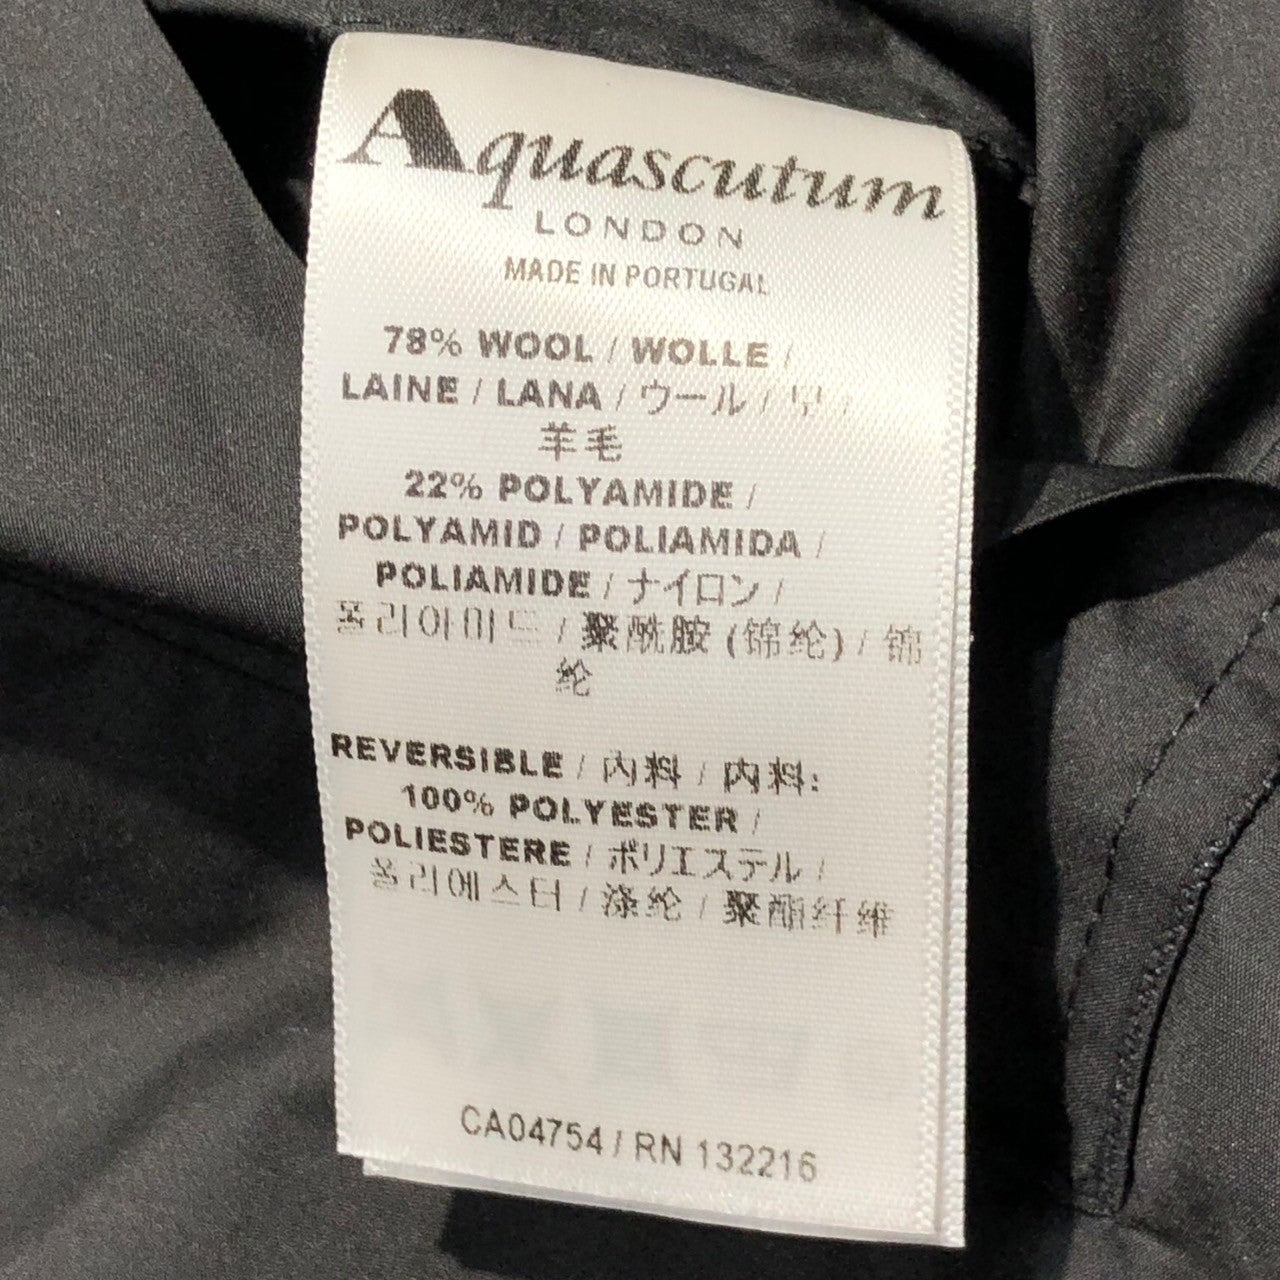 Aquascutum
LONDON
MADE IN PORTUGAL
78% WOOL / WOLLE /
LAINE / LANA / ウール / 모 /
羊毛
22% POLYAMIDE /
POLYAMID / POLIAMIDA /
POLIAMIDE / ナイロン /
폴리아미드 / 聚酰胺 (锦纶) / 锦
纶
REVERSIBLE / 内料 / 内料:
100% POLYESTER /
POLIESTERE / ポリエステル /
폴리에스터 / 涤纶 / 聚酯纤维
CA04754 / RN 132216